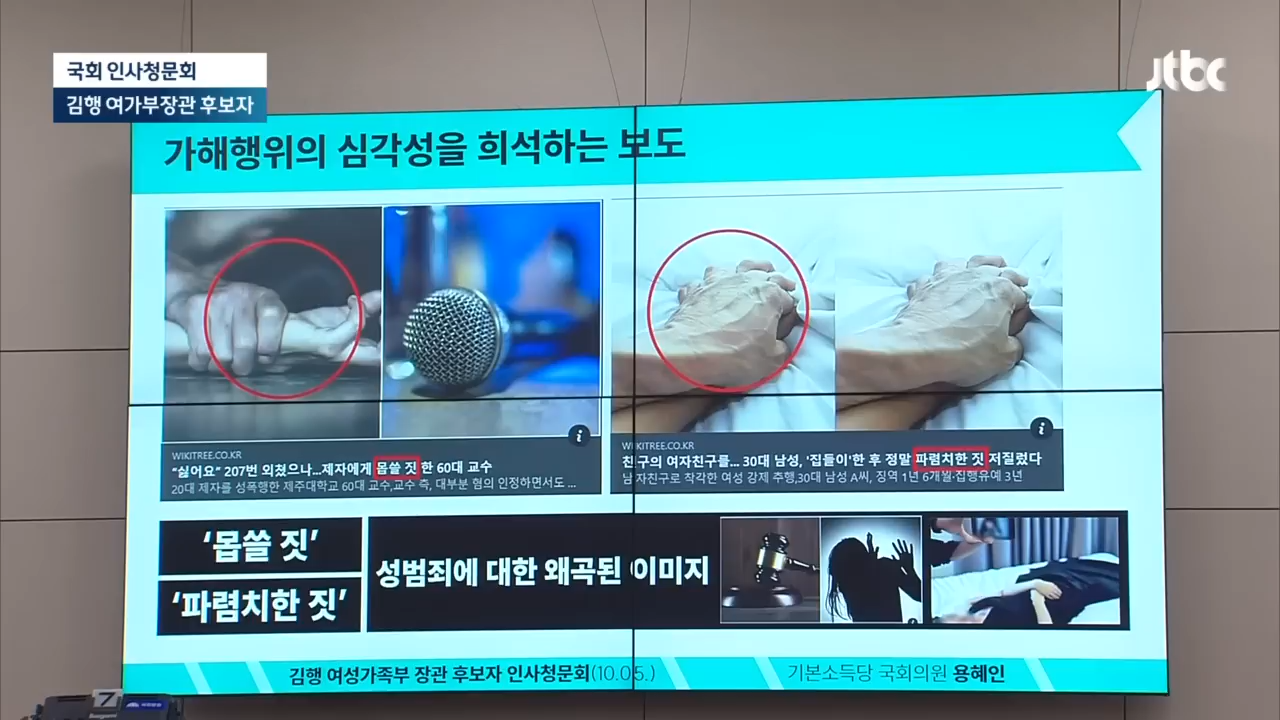 국회 인사청문회
김행 여가부장관 후보자
jtbc
가해행위의 심각성을 희석하는 보도
WIKITREE.CO.KR
“싫어요” 207번 외쳤으나...제자에게 몹쓸 짓 한 60대 교수
20대 제자를 성폭행한 제주대학교 60대 교수,교수 측, 대부분 혐의 인정하면서도 ...
WIKITREE.CO.KR
친구의 여자친구를... 30대 남성, '집들이'한 후 정말 파렴치한 짓 저질렀다
남자친구로 착각한 여성 강제 추행,30대 남성 A씨, 징역 1년 6개월·집행유예 3년
‘몹쓸 짓’
‘파렴치한 짓’
성범죄에 대한 왜곡된 이미지
김행 여성가족부 장관 후보자 인사청문회(10.05.)
기본소득당 국회의원 용혜인
7